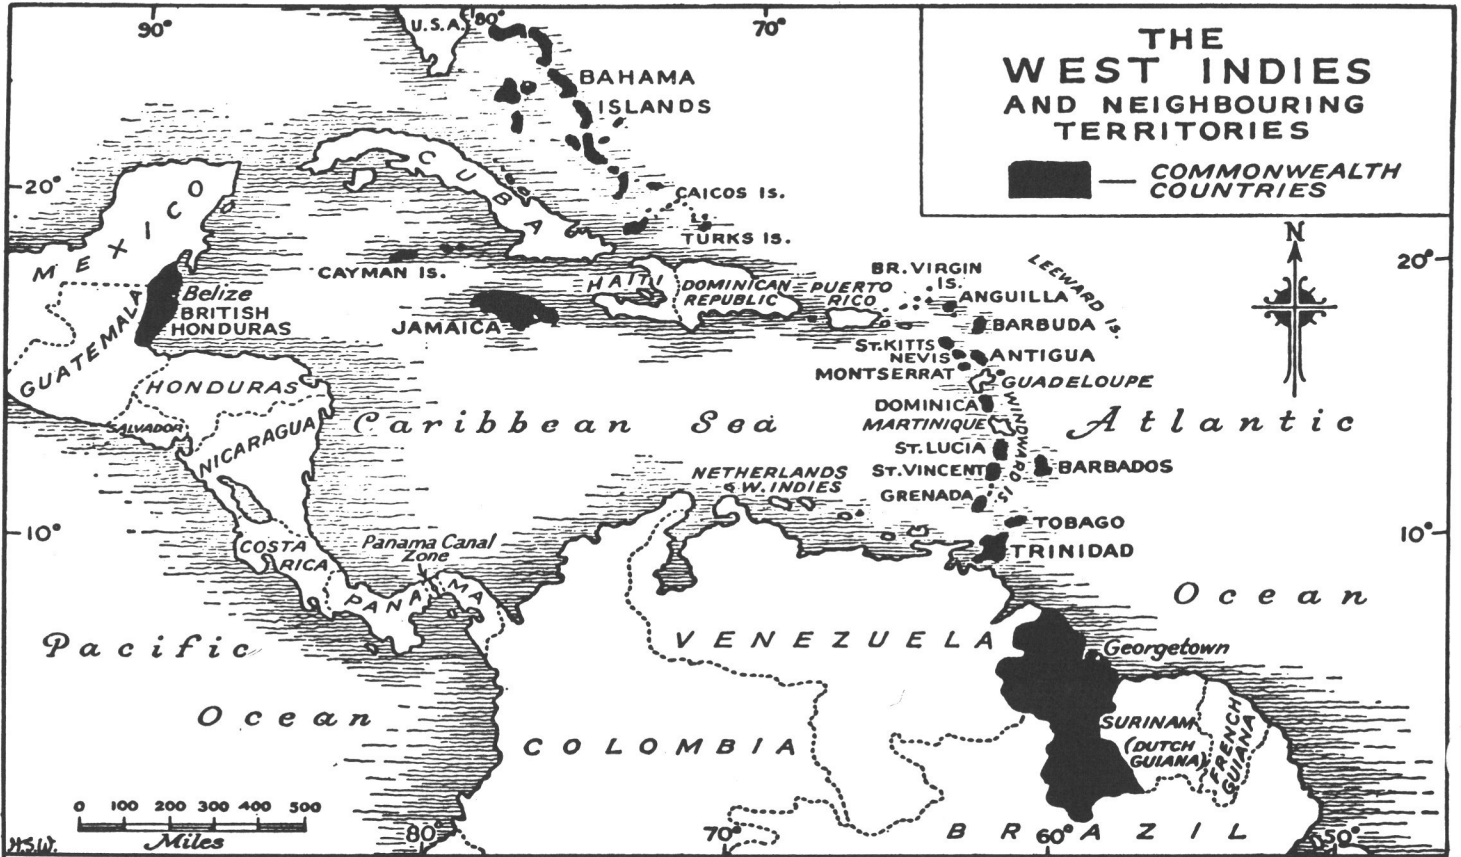 90°
U.S.A.
80°
70°
THE
WEST INDIES
AND NEIGHBOURING
TERRITORIES
COMMONWEALTH
COUNTRIES
BAHAMA
ISLANDS
20°
CUBA
CAICOS IS.
TURKS IS.
N
MEXICO
CAYMAN IS.
HAITI
DOMINICAN
REPUBLIC
PUERTO
RICO
BR. VIRGIN
IS.
ANGUILLA
LEEWARD IS.
20°
Belize
BRITISH
HONDURAS
JAMAICA
BARBUDA
GUATEMALA
ST. KITTS
NEVIS
ANTIGUA
MONTSERRAT
GUADELOUPE
HONDURAS
DOMINICA
MARTINIQUE
WINDWARD IS.
SALVADOR
NICARAGUA
Caribbean Sea
Atlantic
ST. LUCIA
ST. VINCENT
BARBADOS
NETHERLANDS
W. INDIES
GRENADA
10°
TOBAGO
10°
COSTA
RICA
Panama Canal
Zone
TRINIDAD
PANAMA
Ocean
Pacific
VENEZUELA
Georgetown
Ocean
COLOMBIA
SURINAM
(DUTCH
GUIANA)
FRENCH
GUIANA
0 100 200 300 400 500
Miles
H.S.W.
80°
70°
BRAZIL
60°
50°